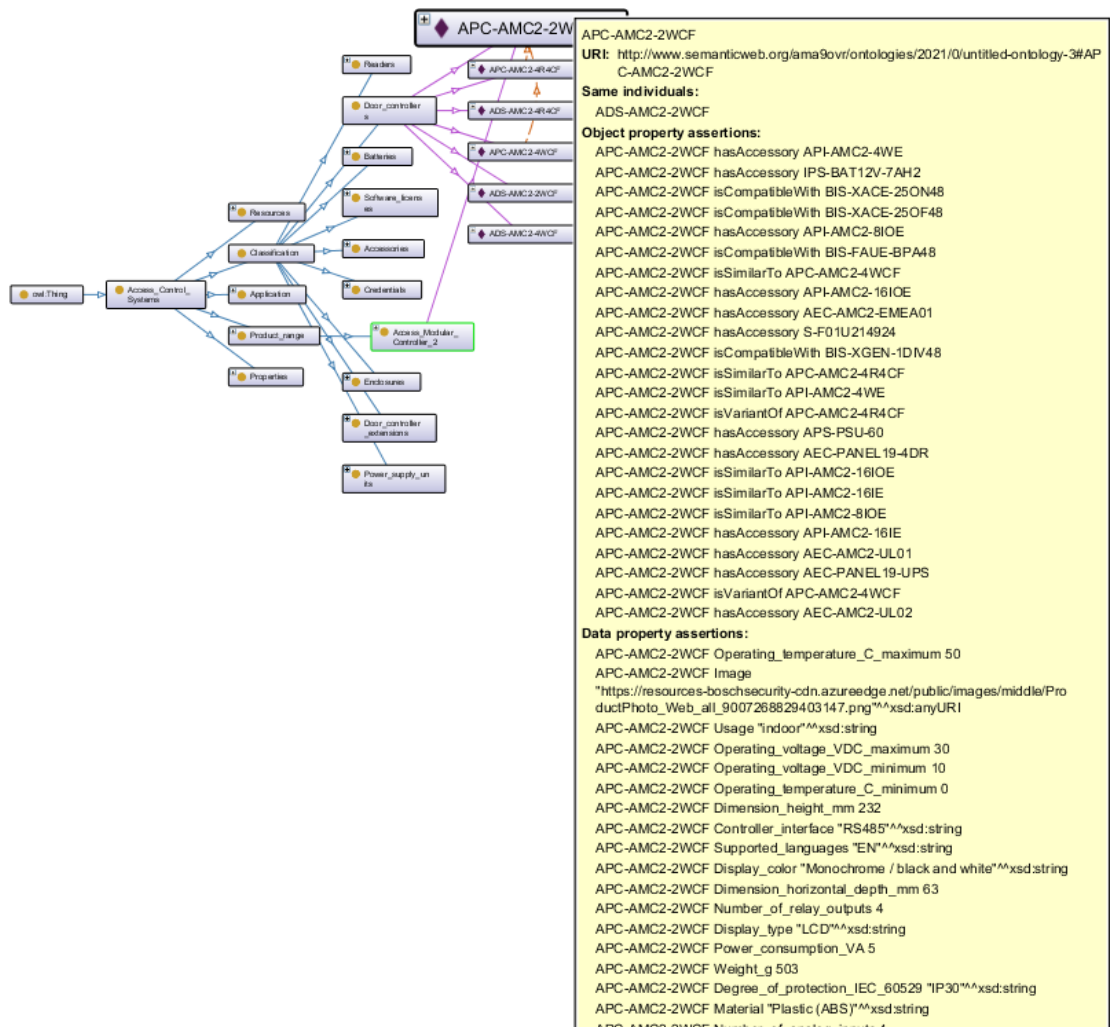 APC-AMC2-2W
Readers
APC-AMC2-4R4CF
Door_controller
s
ADS-AMC2-4R4CF
Batteries
APC-AMC2-4WCF
Software_licens
es
ADS-AMC2-2WCF
Resources
ADS-AMC2-4WCF
Classification
Accessories
owl:Thing
Access_Control_
Systems
Application
Credentials
Product_range
Access_Modular_
Controller_2
Properties
Enclosures
Door_controller
_extensions
Power_supply_un
its
APC-AMC2-2WCF
URI: http://www.semanticweb.org/ama9ovr/ontologies/2021/0/untitled-ontology-3#AP
C-AMC2-2WCF
Same individuals:
ADS-AMC2-2WCF
Object property assertions:
APC-AMC2-2WCF hasAccessory API-AMC2-4WE
APC-AMC2-2WCF hasAccessory IPS-BAT12V-7AH2
APC-AMC2-2WCF isCompatibleWith BIS-XACE-25ON48
APC-AMC2-2WCF isCompatibleWith BIS-XACE-25OF48
APC-AMC2-2WCF hasAccessory API-AMC2-8IOE
APC-AMC2-2WCF isCompatibleWith BIS-FAUE-BPA48
APC-AMC2-2WCF isSimilarTo APC-AMC2-4WCF
APC-AMC2-2WCF hasAccessory API-AMC2-16IOE
APC-AMC2-2WCF hasAccessory AEC-AMC2-EMEA01
APC-AMC2-2WCF hasAccessory S-F01U214924
APC-AMC2-2WCF isCompatibleWith BIS-XGEN-1DIV48
APC-AMC2-2WCF isSimilarTo APC-AMC2-4R4CF
APC-AMC2-2WCF isSimilarTo API-AMC2-4WE
APC-AMC2-2WCF isVariantOf APC-AMC2-4R4CF
APC-AMC2-2WCF hasAccessory APS-PSU-60
APC-AMC2-2WCF hasAccessory AEC-PANEL19-4DR
APC-AMC2-2WCF isSimilarTo API-AMC2-16IOE
APC-AMC2-2WCF isSimilarTo API-AMC2-16IE
APC-AMC2-2WCF isSimilarTo API-AMC2-8IOE
APC-AMC2-2WCF hasAccessory API-AMC2-16IE
APC-AMC2-2WCF hasAccessory AEC-AMC2-UL01
APC-AMC2-2WCF hasAccessory AEC-PANEL19-UPS
APC-AMC2-2WCF isVariantOf APC-AMC2-4WCF
APC-AMC2-2WCF hasAccessory AEC-AMC2-UL02
Data property assertions:
APC-AMC2-2WCF Operating_temperature_C_maximum 50
APC-AMC2-2WCF Image
"https://resources-boschsecurity-cdn.azureedge.net/public/images/middle/Pro
ductPhoto_Web_all_9007268829403147.png"^^xsd:anyURI
APC-AMC2-2WCF Usage "indoor"^^xsd:string
APC-AMC2-2WCF Operating_voltage_VDC_maximum 30
APC-AMC2-2WCF Operating_voltage_VDC_minimum 10
APC-AMC2-2WCF Operating_temperature_C_minimum 0
APC-AMC2-2WCF Dimension_height_mm 232
APC-AMC2-2WCF Controller_interface "RS485"^^xsd:string
APC-AMC2-2WCF Supported_languages "EN"^^xsd:string
APC-AMC2-2WCF Display_color "Monochrome / black and white"^^xsd:string
APC-AMC2-2WCF Dimension_horizontal_depth_mm 63
APC-AMC2-2WCF Number_of_relay_outputs 4
APC-AMC2-2WCF Display_type "LCD"^^xsd:string
APC-AMC2-2WCF Power_consumption_VA 5
APC-AMC2-2WCF Weight_g 503
APC-AMC2-2WCF Degree_of_protection_IEC_60529 "IP30"^^xsd:string
APC-AMC2-2WCF Material "Plastic (ABS)"^^xsd:string